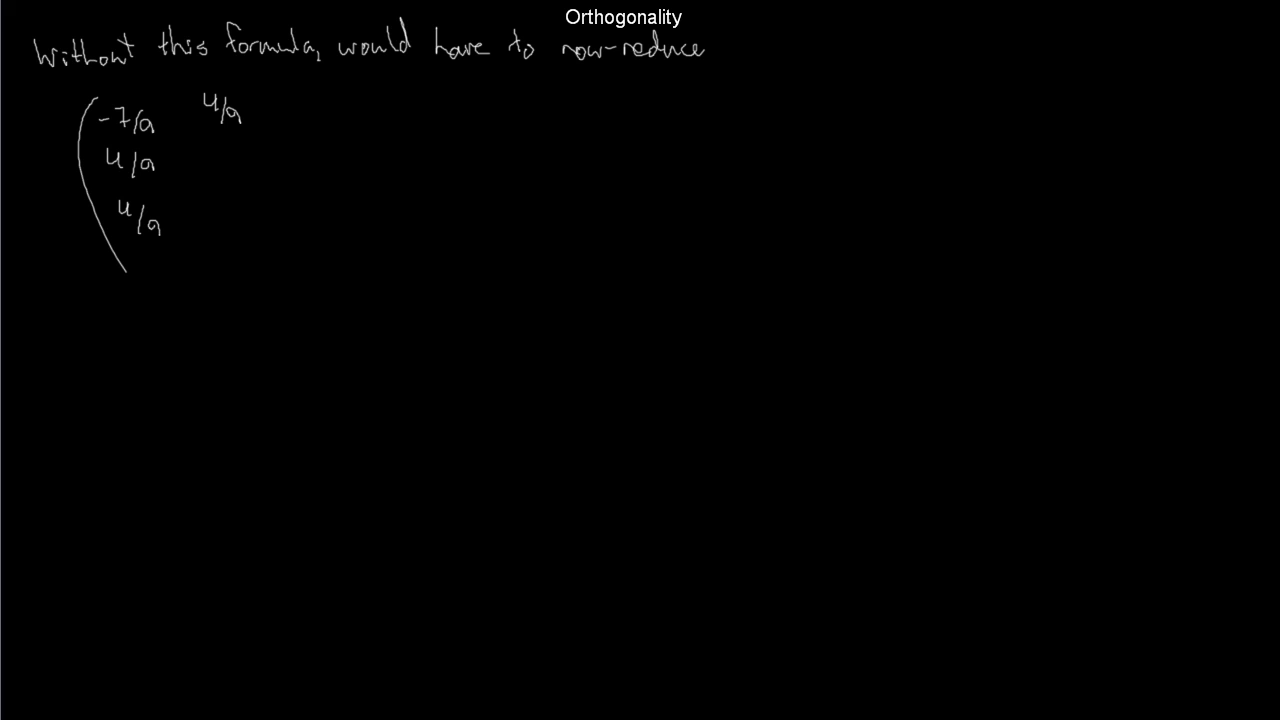 Orthogonality
Without this formula, would have to row-reduce
-7/9 4/9
4/9
4/9